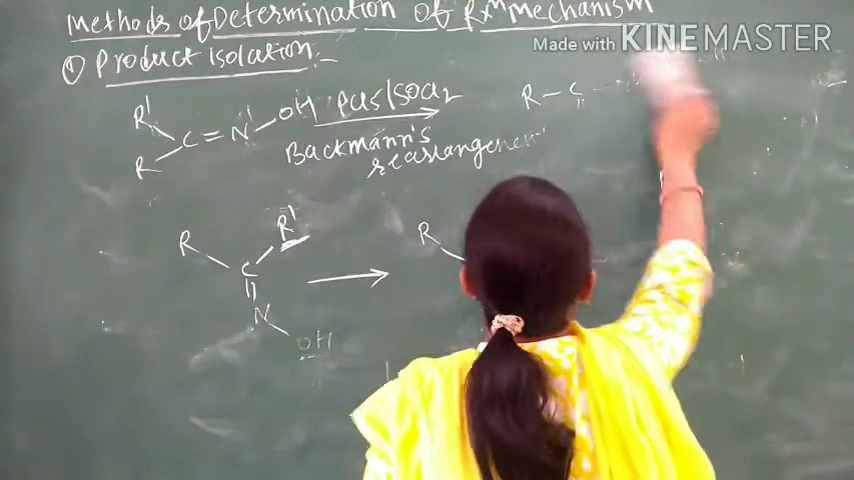 Methods of Determination of Rxn Mechanism
Made with KINEMASTER
① Product isolation :-
R' C = N OH PCl5/SOCl2 R - C
R
Backmann's
rearrangement
R R' R
C
N
OH